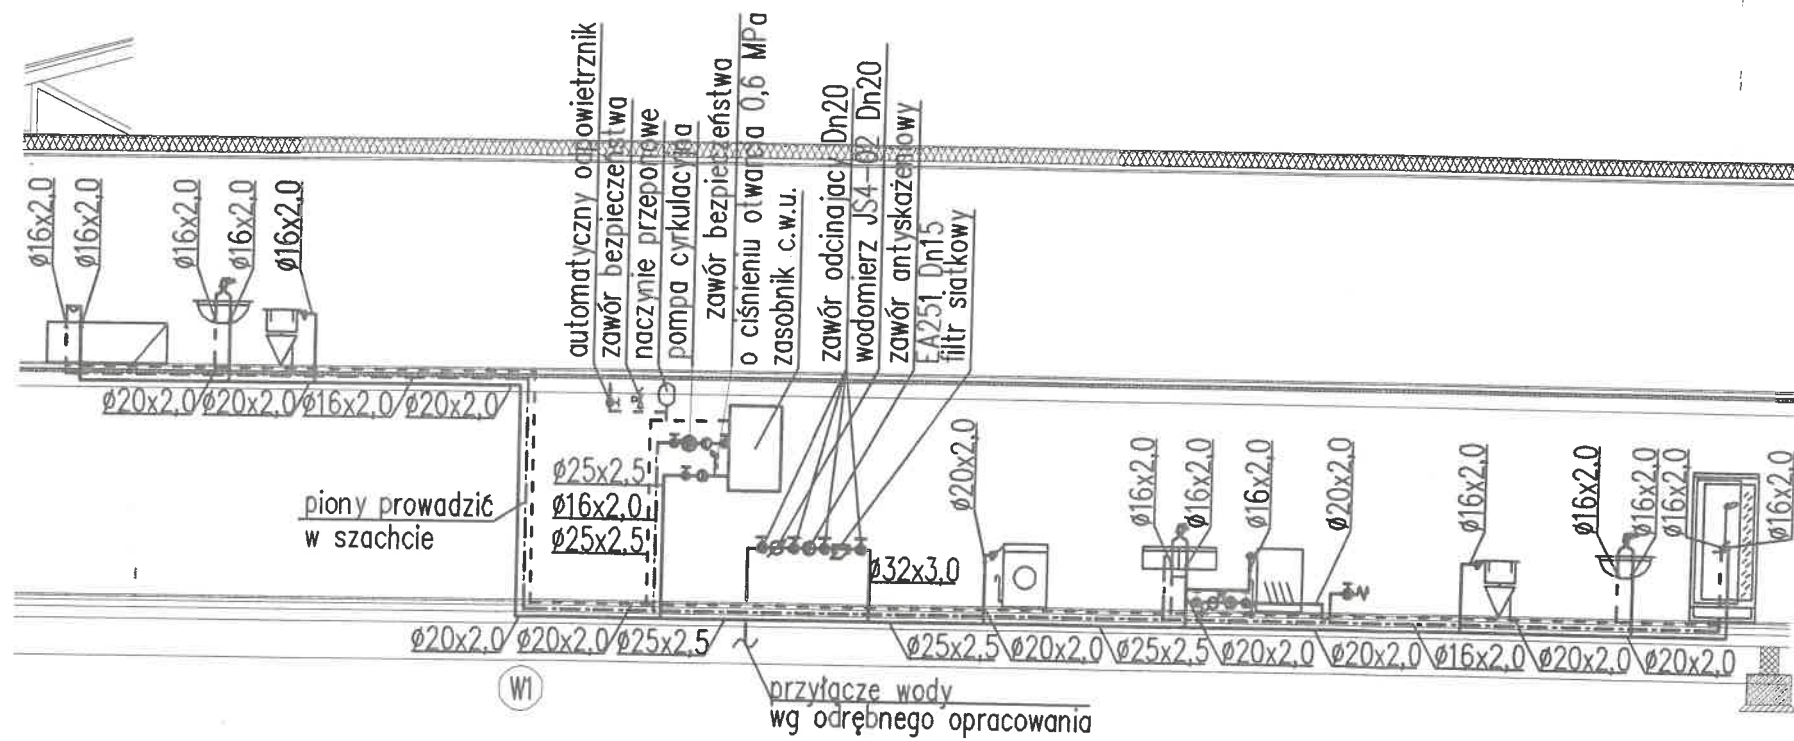 automatyczny odpowietrznik
zawór bezpieczeństwa
naczynie przeponowe
pompa cyrkulacyjna
zawór bezpieczeństwa
o ciśnieniu otwarcia 0,6 MPa
zasobnik c.w.u.
zawór odcinający Dn20
wodomierz JS4-02 Dn20
zawór antyskażeniowy
EA251 Dn15
filtr siatkowy
ø16x2,0
ø16x2,0
ø16x2,0
ø16x2,0
ø16x2,0
ø20x2,0
ø20x2,0
ø16x2,0
ø20x2,0
piony prowadzić
w szachcie
ø25x2,5
ø16x2,0
ø25x2,5
ø32x3,0
ø20x2,0
ø16x2,0
ø16x2,0
ø16x2,0
ø20x2,0
ø16x2,0
ø16x2,0
ø16x2,0
ø16x2,0
ø16x2,0
ø20x2,0
ø20x2,0
ø25x2,5
ø25x2,5
ø20x2,0
ø25x2,5
ø20x2,0
ø20x2,0
ø16x2,0
ø20x2,0
ø20x2,0
W1
przyłącze wody
wg odrębnego opracowania